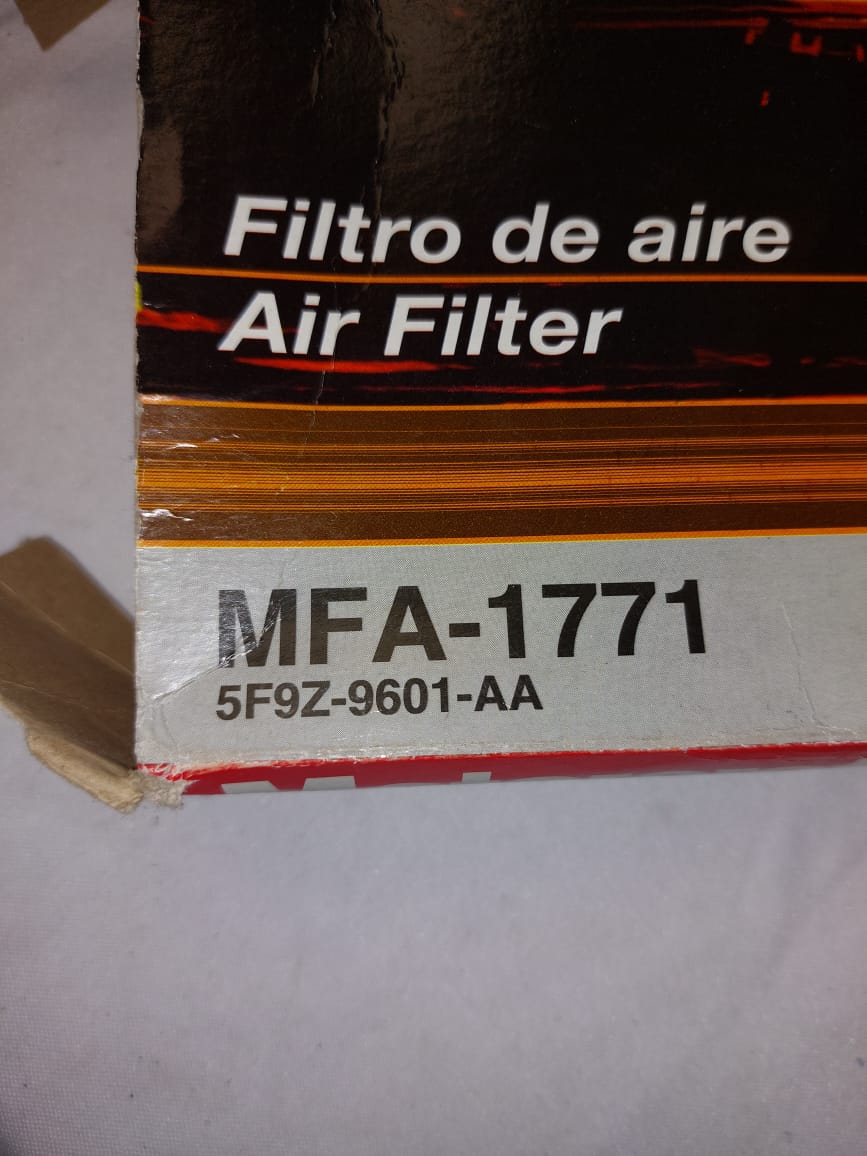 Filtro de aire
Air Filter
MFA-1771
5F9Z-9601-AA